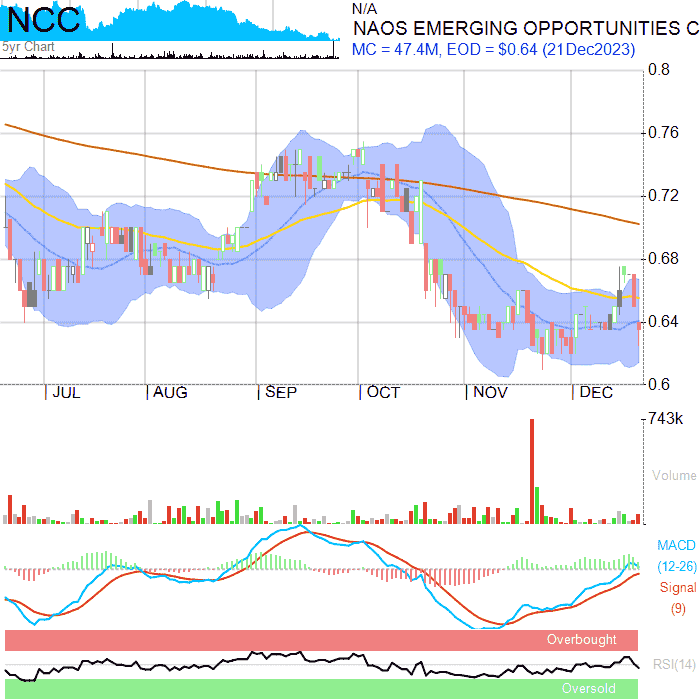 NCC
N/A
NAOS EMERGING OPPORTUNITIES C
5yr Chart
MC = 47.4M, EOD = $0.64 (21Dec2023)
0.8
0.76
0.72
0.68
0.64
0.6
JUL AUG SEP OCT NOV DEC
743k
Volume
MACD
(12-26)
Signal
(9)
Overbought
RSI(14)
Oversold